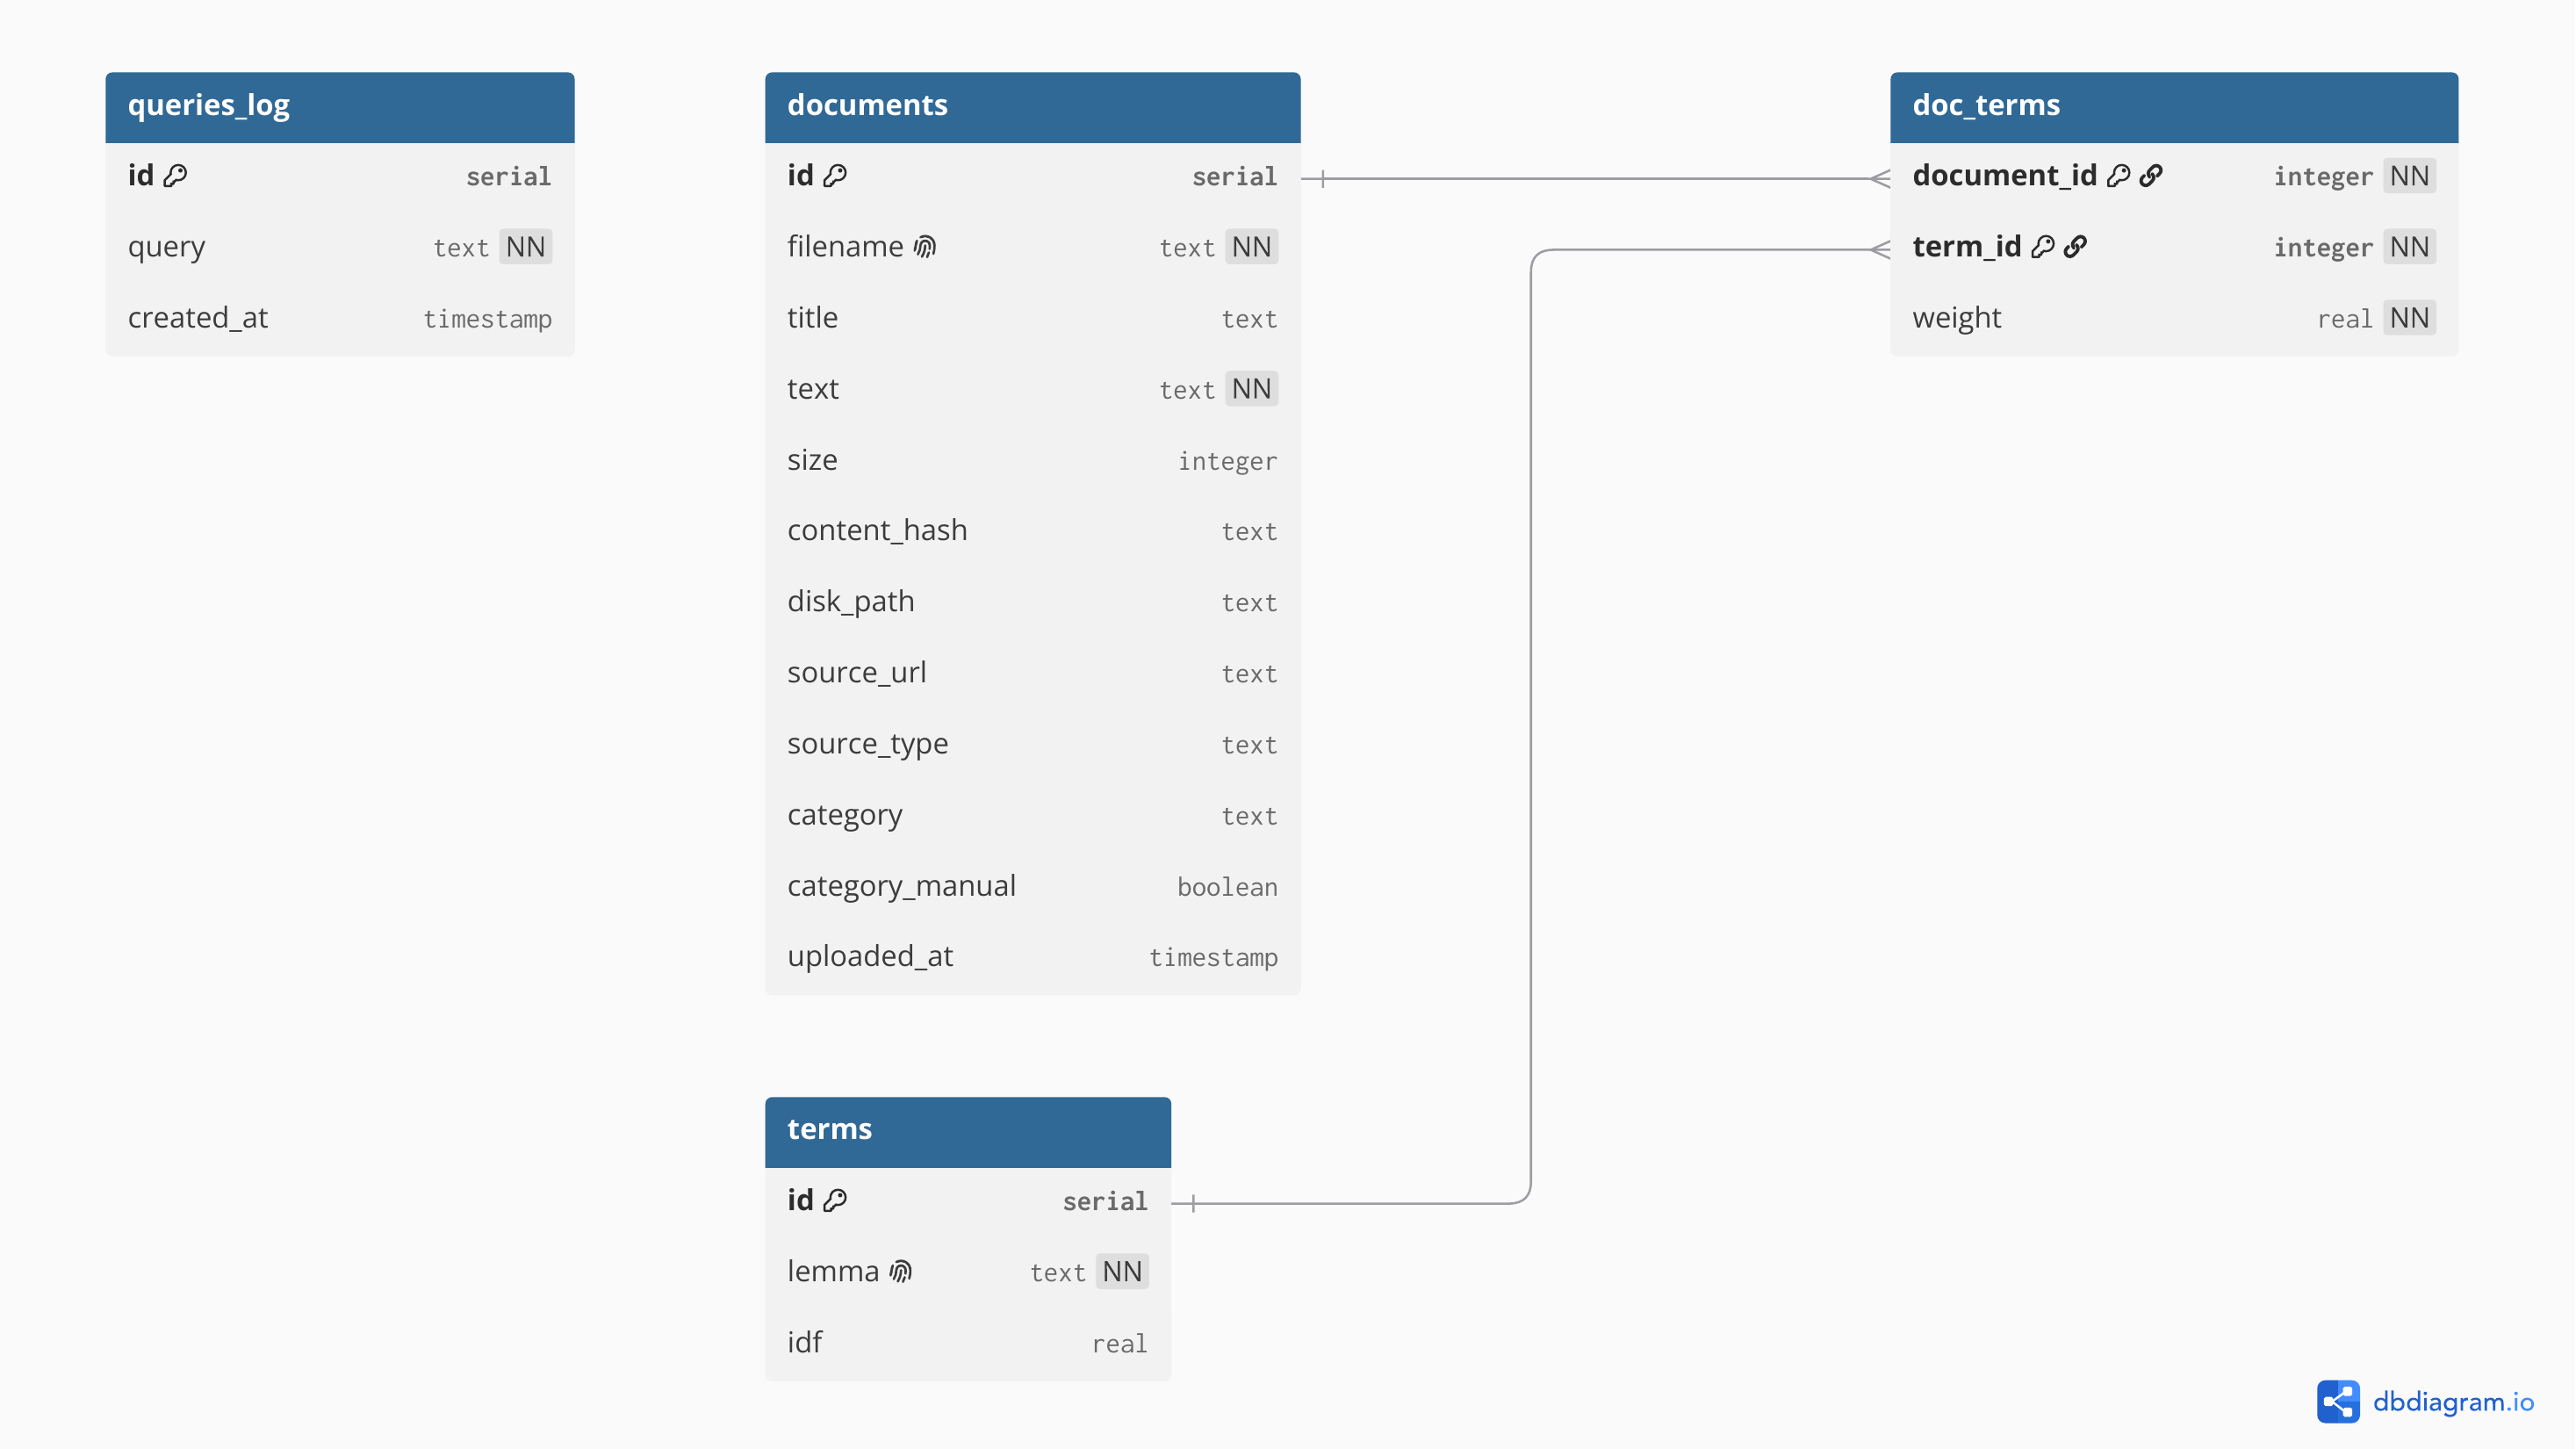 queries_log
id serial
query text NN
created_at timestamp
documents
id serial
filename text NN
title text
text text NN
size integer
content_hash text
disk_path text
source_url text
source_type text
category text
category_manual boolean
uploaded_at timestamp
doc_terms
document_id integer NN
term_id integer NN
weight real NN
terms
id serial
lemma text NN
idf real
dbdiagram.io